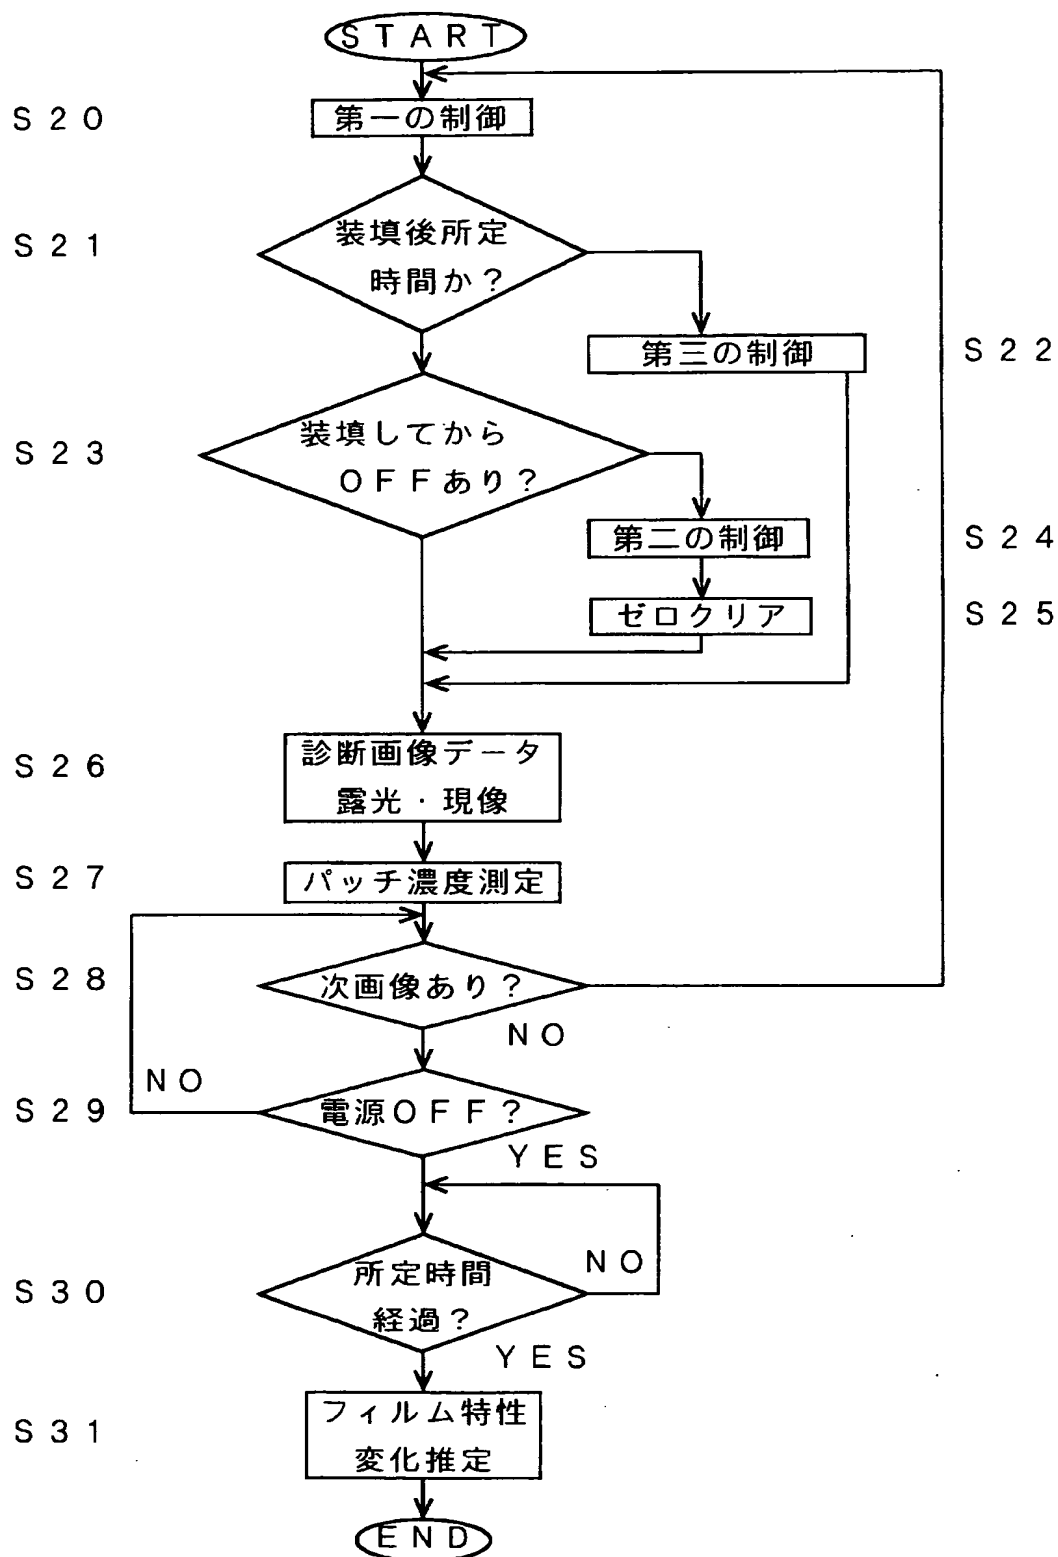 ＳＴＡＲＴ
Ｓ２０
第一の制御
Ｓ２１
装填後所定
時間か？
第三の制御
Ｓ２２
Ｓ２３
装填してから
ＯＦＦあり？
第二の制御
Ｓ２４
ゼロクリア
Ｓ２５
Ｓ２６
診断画像データ
露光・現像
Ｓ２７
パッチ濃度測定
Ｓ２８
次画像あり？
ＮＯ
ＮＯ
Ｓ２９
電源ＯＦＦ？
ＹＥＳ
ＮＯ
Ｓ３０
所定時間
経過？
ＹＥＳ
Ｓ３１
フィルム特性
変化推定
ＥＮＤ